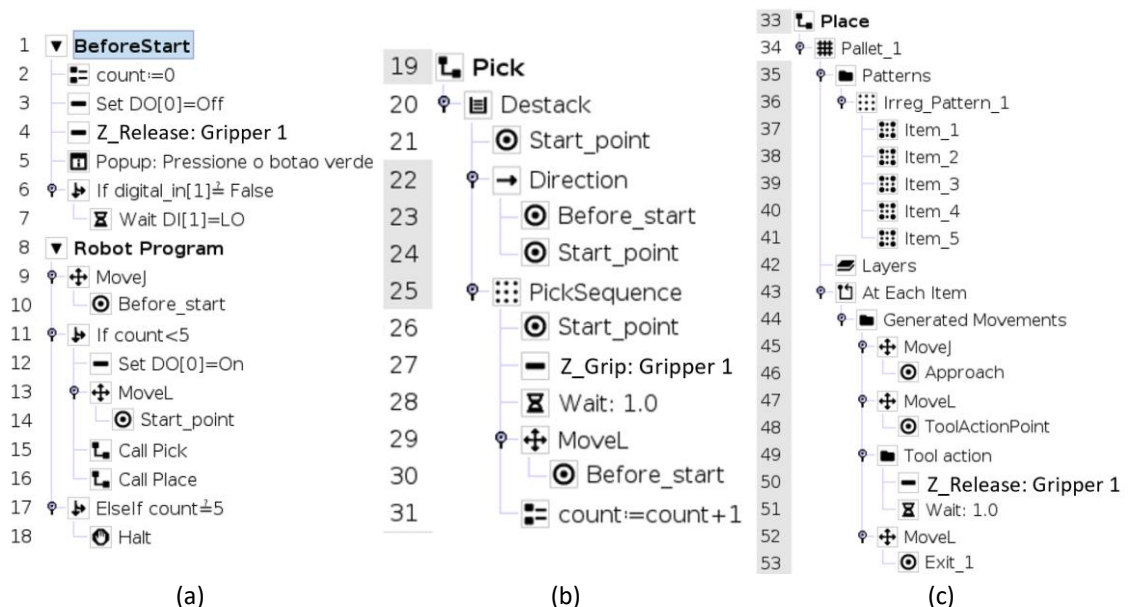 1 BeforeStart
2 count:=0
3 Set DO[0]=Off
4 Z_Release: Gripper 1
5 Popup: Pressione o botao verde
6 If digital_in[1]≟ False
7 Wait DI[1]=LO
8 Robot Program
9 MoveJ
10 Before_start
11 If count<5
12 Set DO[0]=On
13 MoveL
14 Start_point
15 Call Pick
16 Call Place
17 ElseIf count≟5
18 Halt
(a)
19 Pick
20 Destack
21 Start_point
22 Direction
23 Before_start
24 Start_point
25 PickSequence
26 Start_point
27 Z_Grip: Gripper 1
28 Wait: 1.0
29 MoveL
30 Before_start
31 count:=count+1
(b)
33 Place
34 Pallet_1
35 Patterns
36 Irreg_Pattern_1
37 Item_1
38 Item_2
39 Item_3
40 Item_4
41 Item_5
42 Layers
43 At Each Item
44 Generated Movements
45 MoveJ
46 Approach
47 MoveL
48 ToolActionPoint
49 Tool action
50 Z_Release: Gripper 1
51 Wait: 1.0
52 MoveL
53 Exit_1
(c)